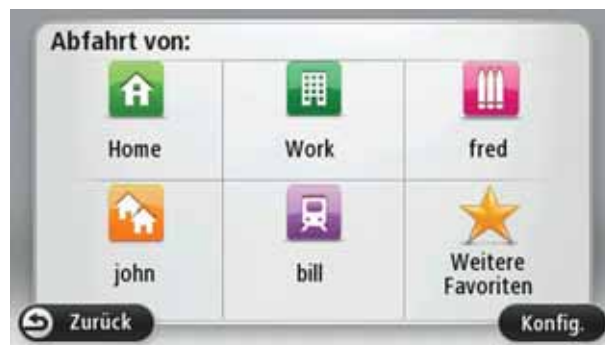 Abfahrt von:
Home
Work
fred
john
bill
Weitere
Favoriten
Zurück
Konfig.